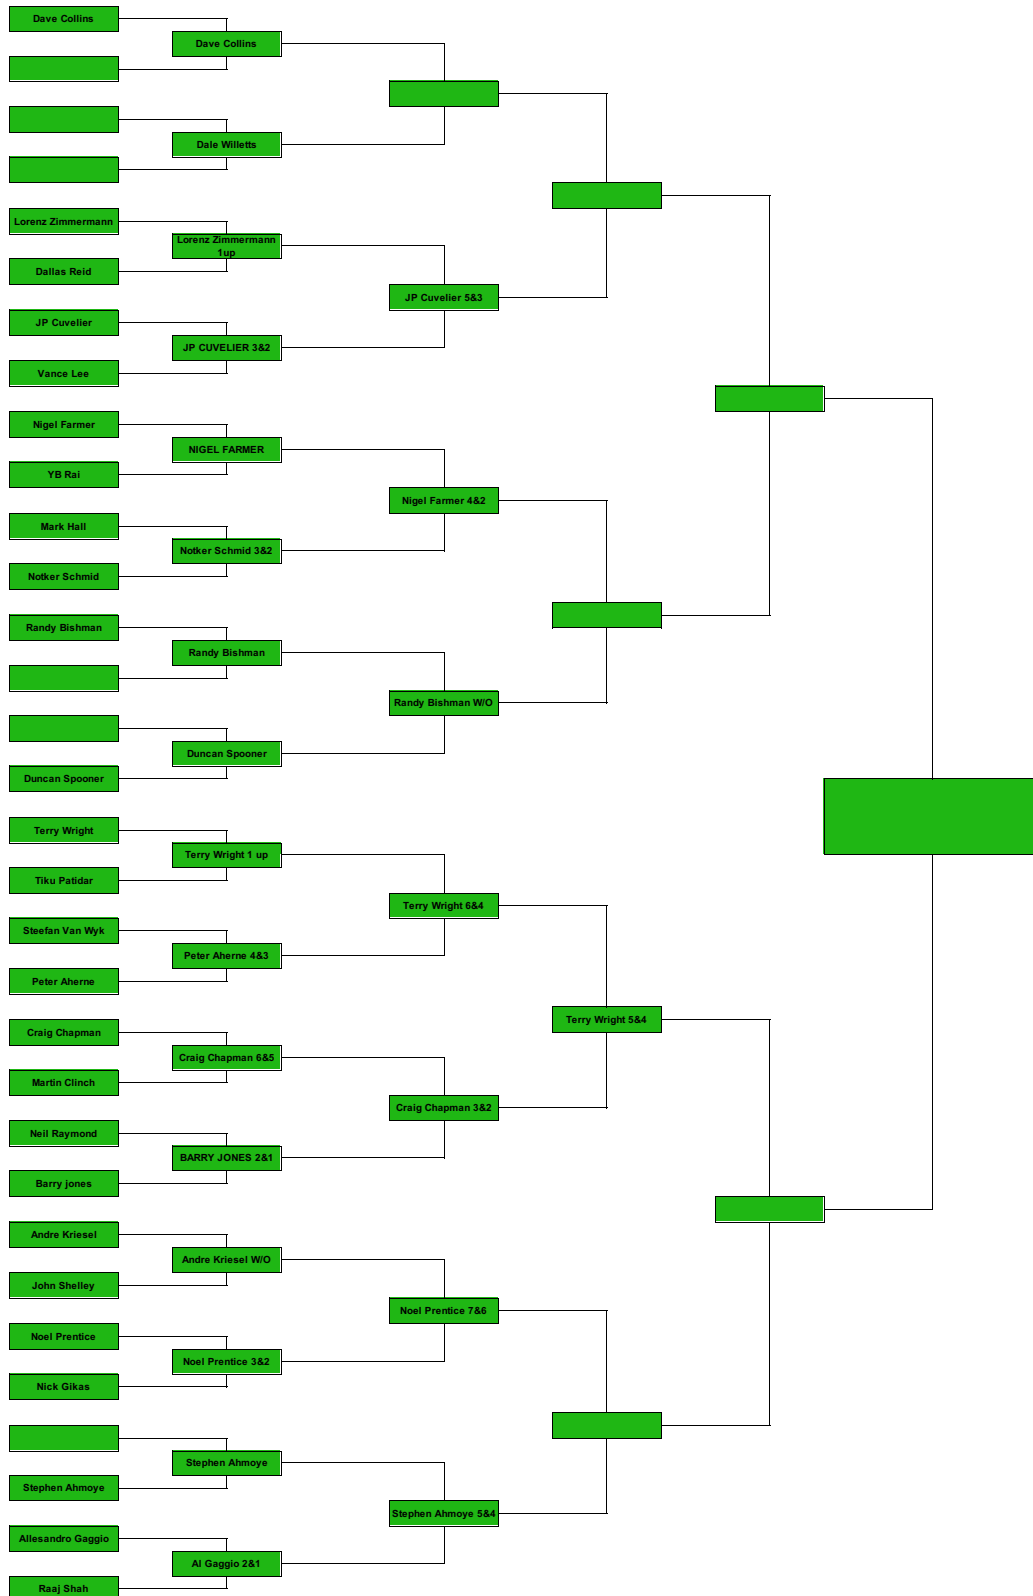 Dave Collins
Dave Collins
Dale Willetts
Lorenz Zimmermann
Lorenz Zimmermann
1up
Dallas Reid
JP Cuvelier 5&3
JP Cuvelier
JP CUVELIER 3&2
Vance Lee
Nigel Farmer
NIGEL FARMER
YB Rai
Nigel Farmer 4&2
Mark Hall
Notker Schmid 3&2
Notker Schmid
Randy Bishman
Randy Bishman
Randy Bishman W/O
Duncan Spooner
Duncan Spooner
Terry Wright
Terry Wright 1 up
Tiku Patidar
Terry Wright 6&4
Steefan Van Wyk
Peter Aherne 4&3
Peter Aherne
Terry Wright 5&4
Craig Chapman
Craig Chapman 6&5
Martin Clinch
Craig Chapman 3&2
Neil Raymond
BARRY JONES 2&1
Barry jones
Andre Kriesel
Andre Kriesel W/O
John Shelley
Noel Prentice 7&6
Noel Prentice
Noel Prentice 3&2
Nick Gikas
Stephen Ahmoye
Stephen Ahmoye
Stephen Ahmoye 5&4
Allesandro Gaggio
Al Gaggio 2&1
Raaj Shah